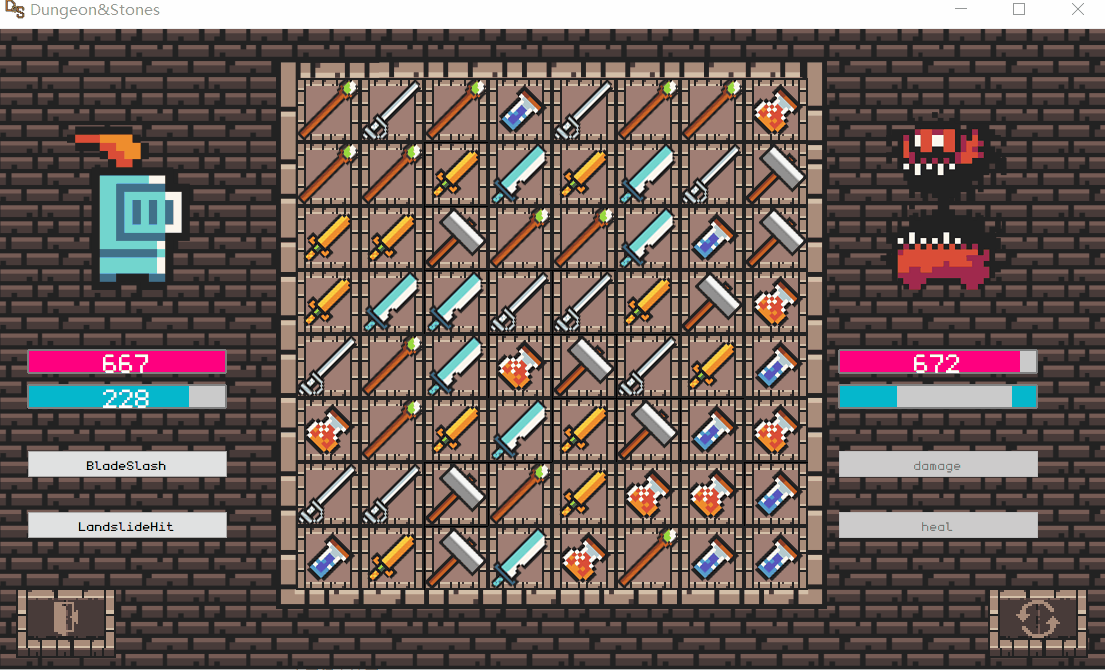 Dungeon&Stones
667
672
228
BladeSlash
damage
LandslideHit
heal